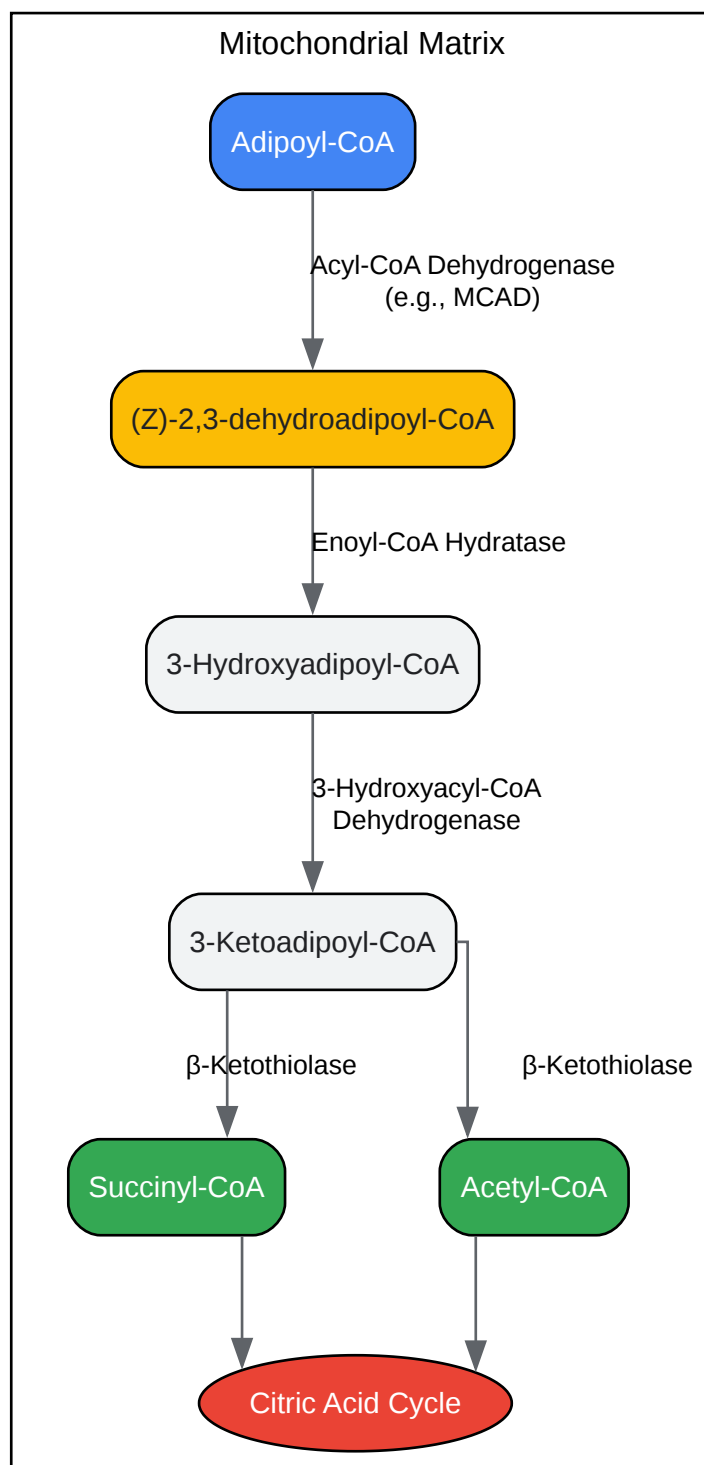 Mitochondrial Matrix
Adipoyl-CoA
Acyl-CoA Dehydrogenase
(e.g., MCAD)
(Z)-2,3-dehydroadipoyl-CoA
Enoyl-CoA Hydratase
3-Hydroxyadipoyl-CoA
3-Hydroxyacyl-CoA
Dehydrogenase
3-Ketoadipoyl-CoA
β-Ketothiolase
β-Ketothiolase
Succinyl-CoA
Acetyl-CoA
Citric Acid Cycle